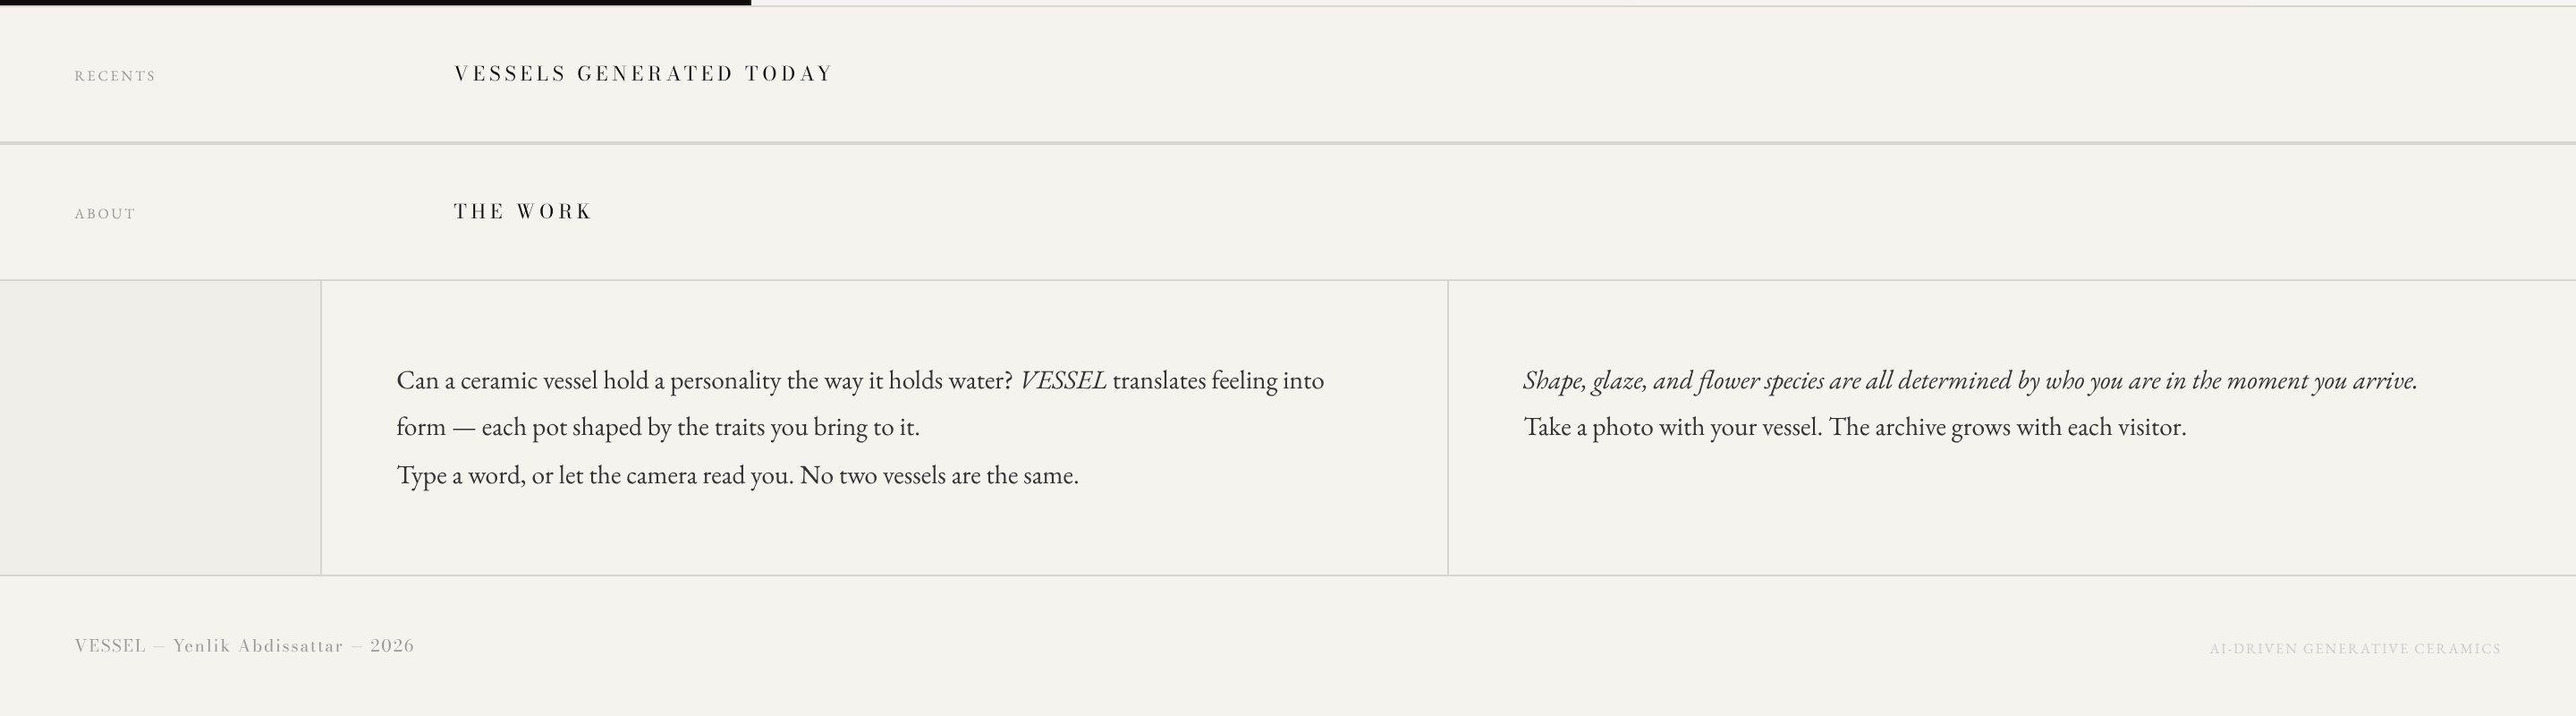 RECENTS
VESSELS GENERATED TODAY
ABOUT
THE WORK
Can a ceramic vessel hold a personality the way it holds water? VESSEL translates feeling into
form — each pot shaped by the traits you bring to it.
Type a word, or let the camera read you. No two vessels are the same.
Shape, glaze, and flower species are all determined by who you are in the moment you arrive.
Take a photo with your vessel. The archive grows with each visitor.
VESSEL — Yenlik Abdissattar — 2026
AI-DRIVEN GENERATIVE CERAMICS